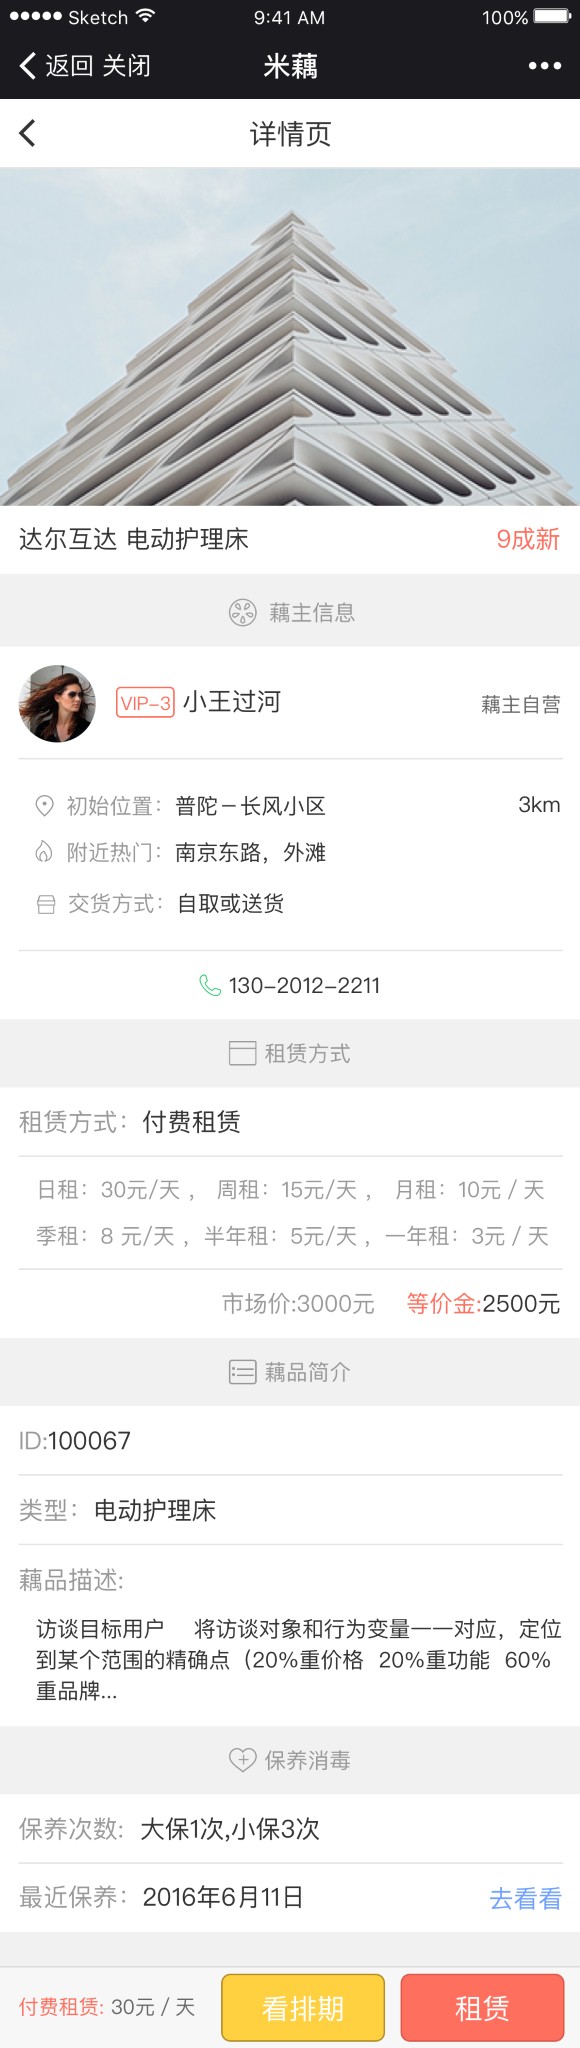 Sketch 9:41 AM 100%
返回 关闭 米藕
详情页
达尔互达 电动护理床 9成新
藕主信息
VIP-3 小王过河 藕主自营
初始位置： 普陀－长风小区 3km
附近热门： 南京东路，外滩
交货方式： 自取或送货
130-2012-2211
租赁方式
租赁方式： 付费租赁
日租：30元/天 ， 周租：15元/天 ， 月租：10元 / 天
季租：8 元/天 ，半年租：5元/天 ，一年租：3元 / 天
市场价:3000元 等价金:2500元
藕品简介
ID:100067
类型： 电动护理床
藕品描述:
访谈目标用户 将访谈对象和行为变量一一对应，定位
到某个范围的精确点（20%重价格 20%重功能 60%
重品牌...
保养消毒
保养次数: 大保1次,小保3次
最近保养： 2016年6月11日 去看看
付费租赁: 30元 / 天 看排期 租赁